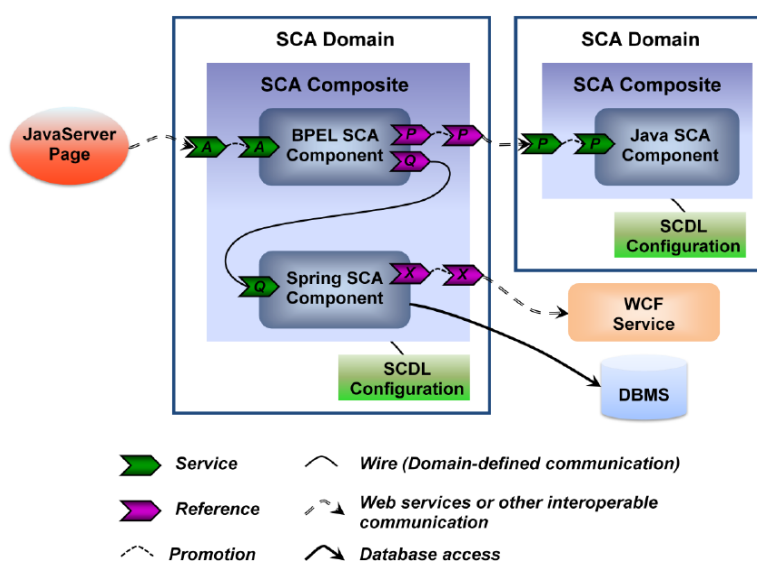 SCA Domain
SCA Composite
JavaServer
Page
A
A
BPEL SCA
Component
P
P
Q
Q
Spring SCA
Component
X
X
SCDL
Configuration
SCA Domain
SCA Composite
P
P
Java SCA
Component
SCDL
Configuration
WCF
Service
DBMS
Service
Wire (Domain-defined communication)
Reference
Web services or other interoperable
communication
Promotion
Database access